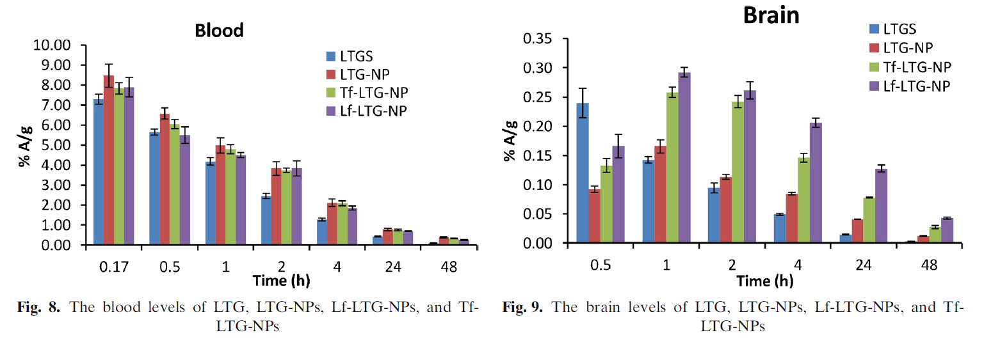 Blood
10.00
9.00
8.00
7.00
6.00
5.00
4.00
3.00
2.00
1.00
0.00
% A/g
LTGS
LTG-NP
Tf-LTG-NP
Lf-LTG-NP
0.17 0.5 1 2 4 24 48
Time (h)
Fig. 8. The blood levels of LTG, LTG-NPs, Lf-LTG-NPs, and Tf-
LTG-NPs
Brain
0.35
0.30
0.25
0.20
0.15
0.10
0.05
0.00
% A/g
LTGS
LTG-NP
Tf-LTG-NP
Lf-LTG-NP
0.5 1 2 4 24 48
Time (h)
Fig. 9. The brain levels of LTG, LTG-NPs, Lf-LTG-NPs, and Tf-
LTG-NPs